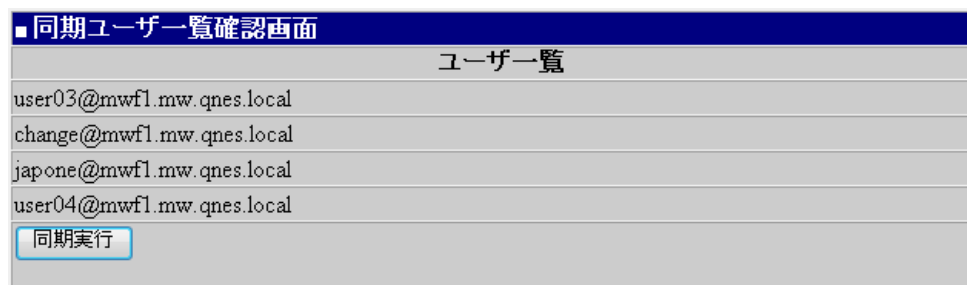 ■同期ユーザ一覧確認画面
ユーザ一覧
user03@mwf1.mw.qnes.local
change@mwf1.mw.qnes.local
japone@mwf1.mw.qnes.local
user04@mwf1.mw.qnes.local
同期実行